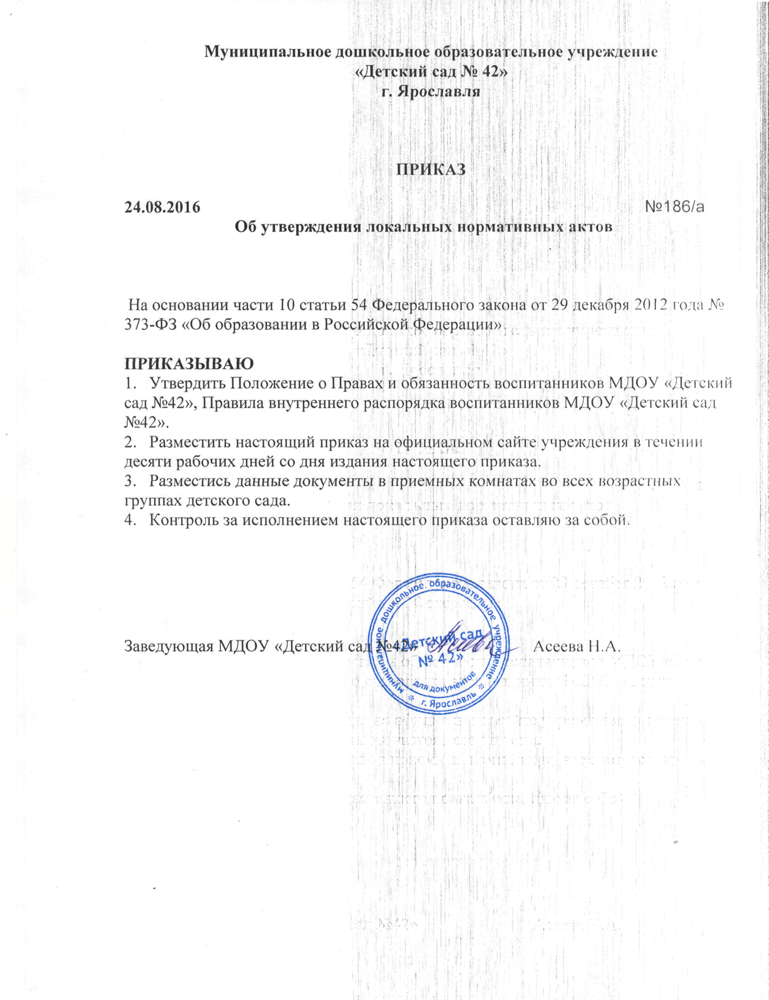 Муниципальное дошкольное образовательное учреждение
«Детский сад № 42»
г. Ярославля
ПРИКАЗ
24.08.2016 №186/а
Об утверждения локальных нормативных актов
На основании части 10 статьи 54 Федерального закона от 29 декабря 2012 года №
373-ФЗ «Об образовании в Российской Федерации»
ПРИКАЗЫВАЮ
1. Утвердить Положение о Правах и обязанность воспитанников МДОУ «Детский
сад №42», Правила внутреннего распорядка воспитанников МДОУ «Детский сад
№42».
2. Разместить настоящий приказ на официальном сайте учреждения в течении
десяти рабочих дней со дня издания настоящего приказа.
3. Разместись данные документы в приемных комнатах во всех возрастных
группах детского сада.
4. Контроль за исполнением настоящего приказа оставляю за собой.
Заведующая МДОУ «Детский сад №42» Асеева Н.А.
муниципальное дошкольное образовательное учреждение
«Детский сад
№ 42»
для документов
* г. Ярославль *